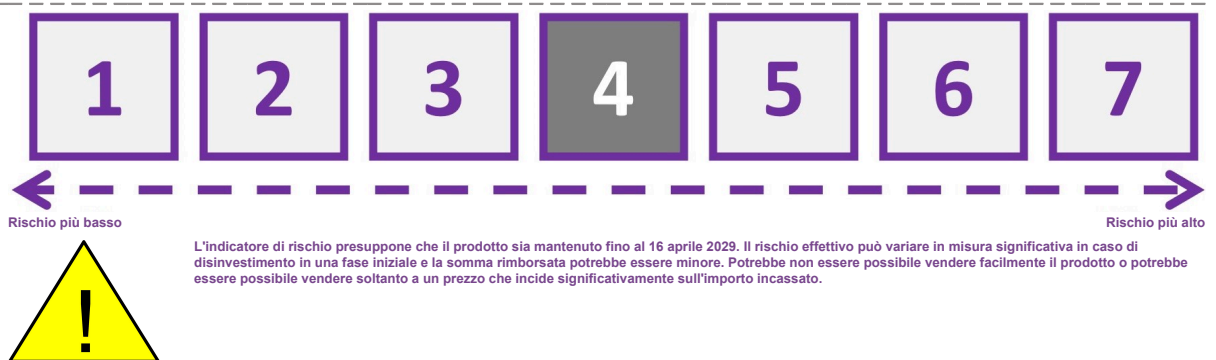 1 2 3 4 5 6 7
Rischio più basso Rischio più alto
L'indicatore di rischio presuppone che il prodotto sia mantenuto fino al 16 aprile 2029. Il rischio effettivo può variare in misura significativa in caso di
disinvestimento in una fase iniziale e la somma rimborsata potrebbe essere minore. Potrebbe non essere possibile vendere facilmente il prodotto o potrebbe
essere possibile vendere soltanto a un prezzo che incide significativamente sull'importo incassato.
!